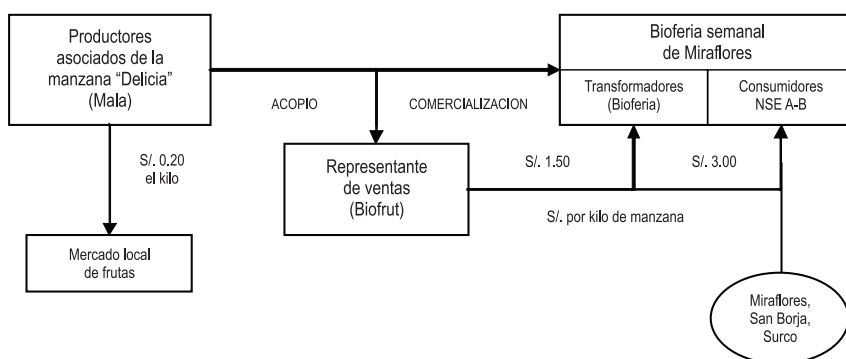 Productores
asociados de la
manzana “Delicia”
(Mala)
Bioferia semanal
de Miraflores
Transformadores
(Bioferia)
Consumidores
NSE A-B
ACOPIO
COMERCIALIZACION
S/. 0.20
el kilo
Representante
de ventas
(Biofrut)
S/. 1.50
S/. 3.00
S/. por kilo de manzana
Mercado local
de frutas
Miraflores,
San Borja,
Surco